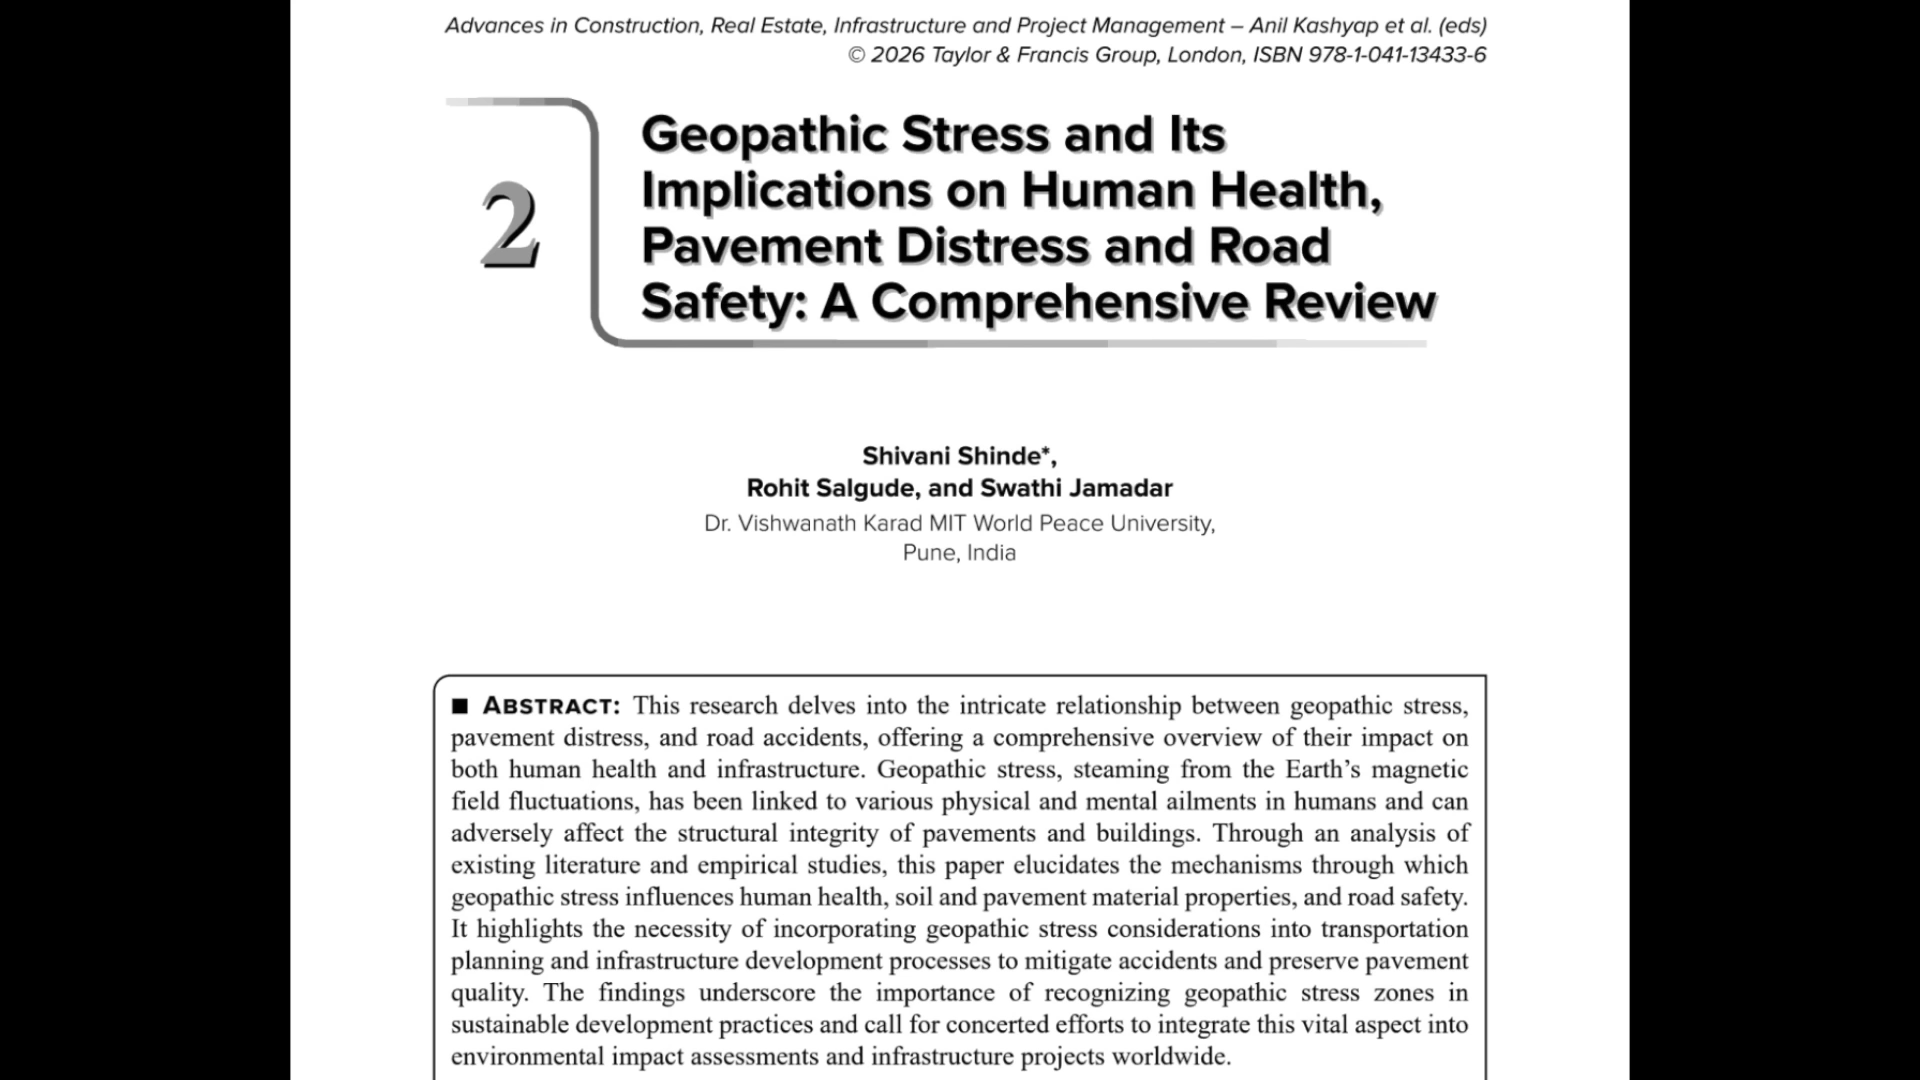 Advances in Construction, Real Estate, Infrastructure and Project Management – Anil Kashyap et al. (eds)
© 2026 Taylor & Francis Group, London, ISBN 978-1-041-13433-6
2
Geopathic Stress and Its
Implications on Human Health,
Pavement Distress and Road
Safety: A Comprehensive Review
Shivani Shinde*,
Rohit Salgude, and Swathi Jamadar
Dr. Vishwanath Karad MIT World Peace University,
Pune, India
■ ABSTRACT: This research delves into the intricate relationship between geopathic stress,
pavement distress, and road accidents, offering a comprehensive overview of their impact on
both human health and infrastructure. Geopathic stress, steaming from the Earth's magnetic
field fluctuations, has been linked to various physical and mental ailments in humans and can
adversely affect the structural integrity of pavements and buildings. Through an analysis of
existing literature and empirical studies, this paper elucidates the mechanisms through which
geopathic stress influences human health, soil and pavement material properties, and road safety.
It highlights the necessity of incorporating geopathic stress considerations into transportation
planning and infrastructure development processes to mitigate accidents and preserve pavement
quality. The findings underscore the importance of recognizing geopathic stress zones in
sustainable development practices and call for concerted efforts to integrate this vital aspect into
environmental impact assessments and infrastructure projects worldwide.